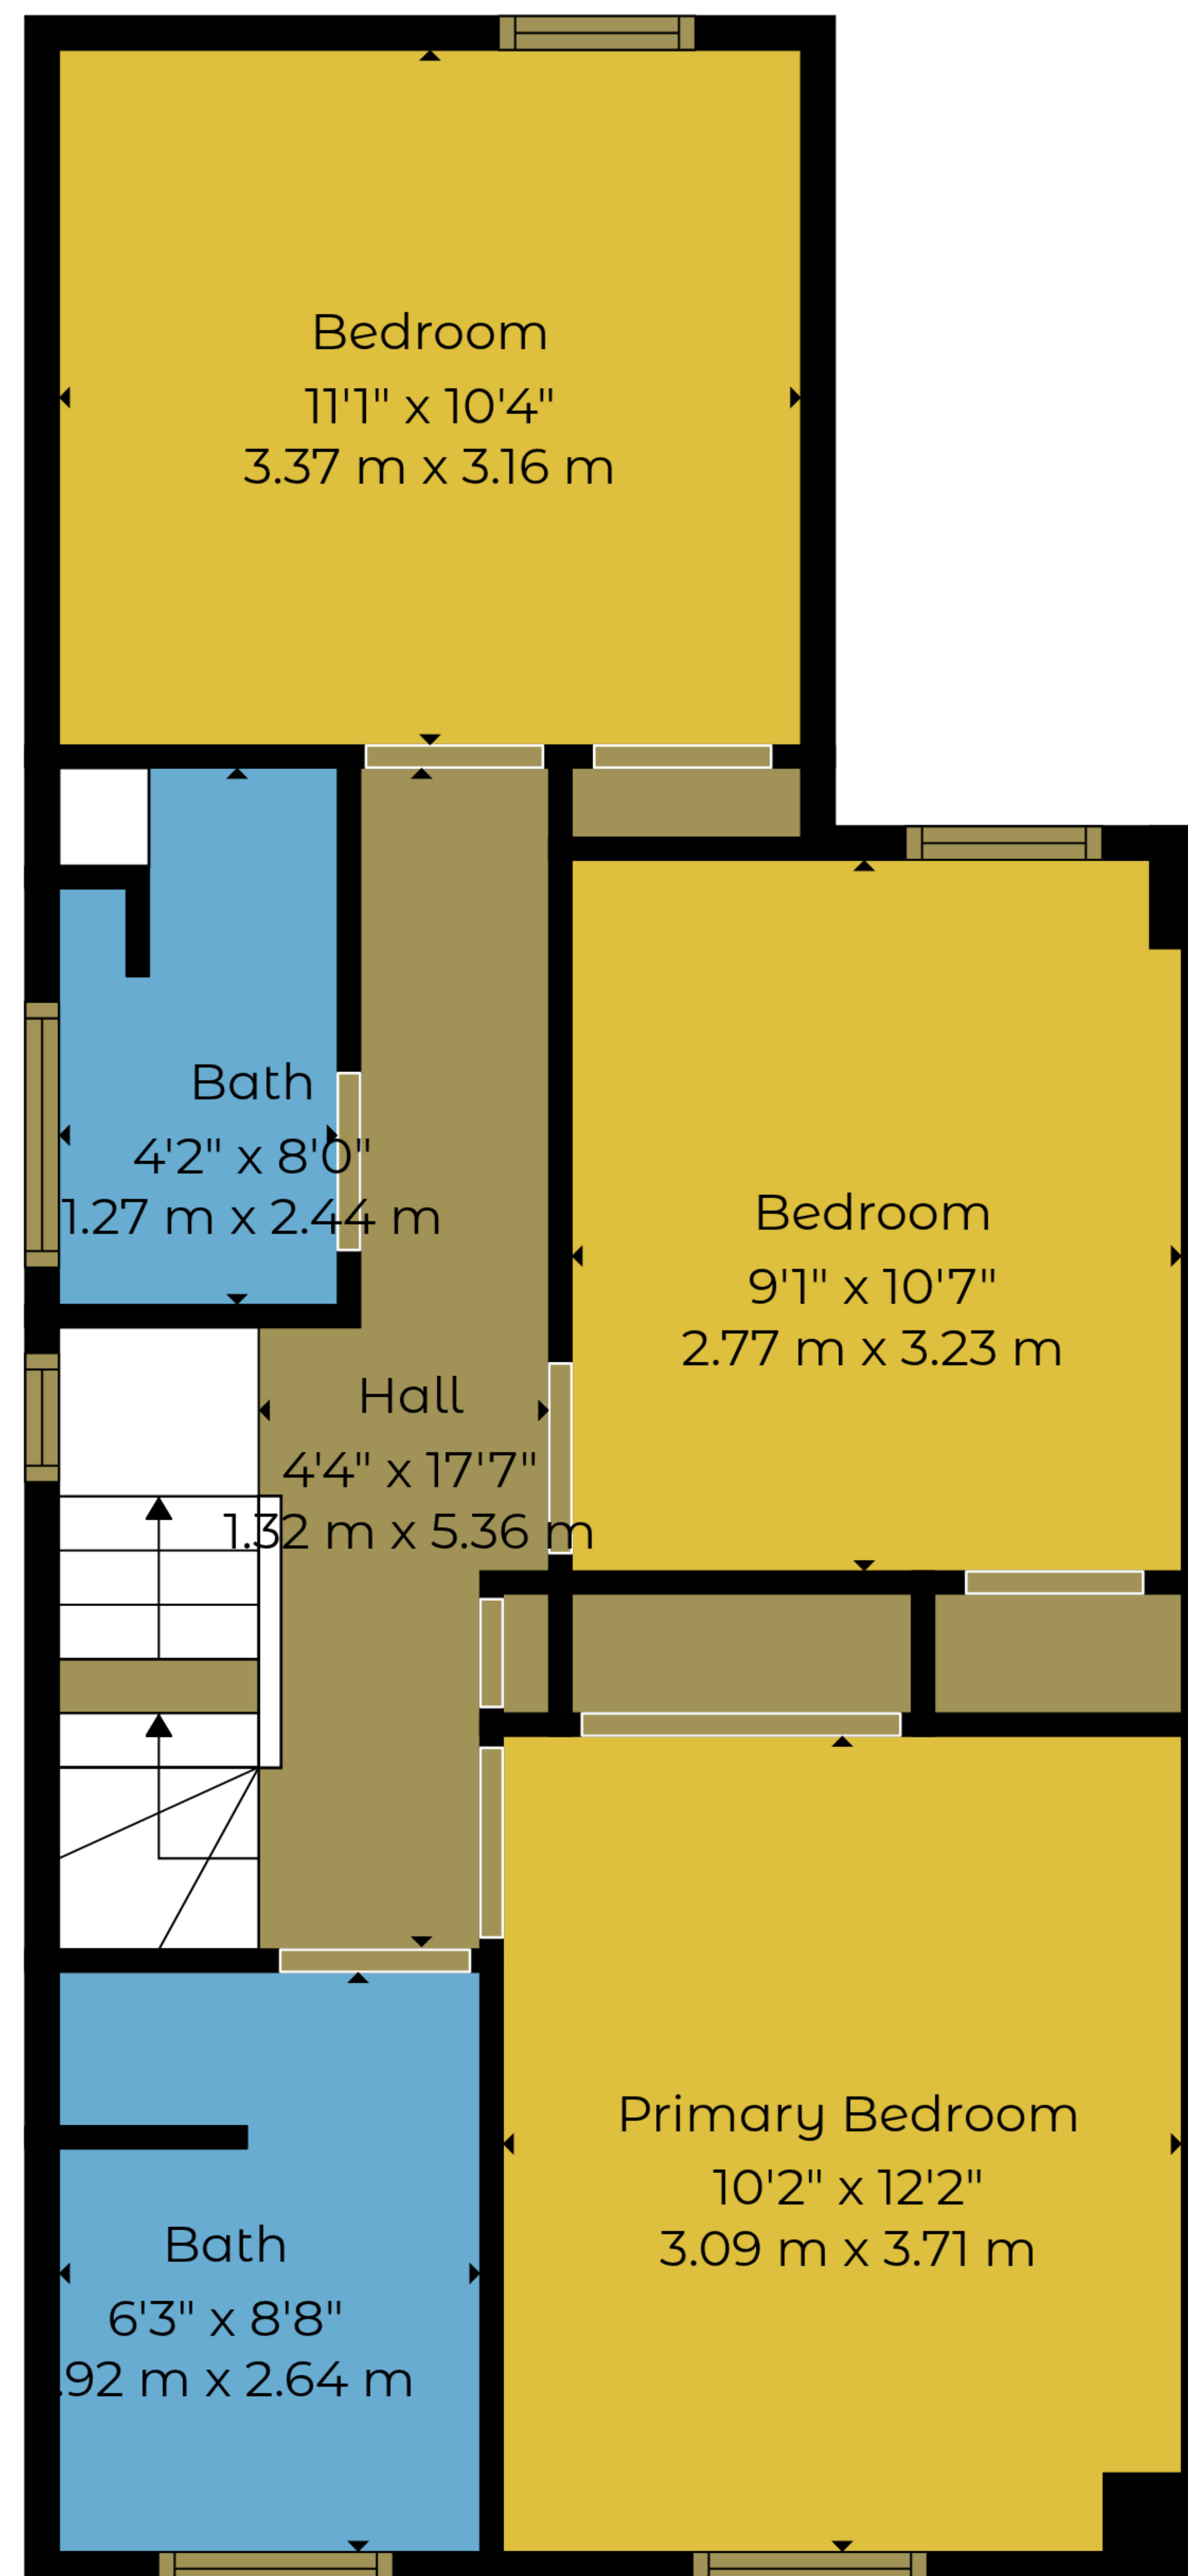 Bedroom
11'1" x 10'4"
3.37 m x 3.16 m
Bath
4'2" x 8'0"
1.27 m x 2.44 m
Bedroom
9'1" x 10'7"
2.77 m x 3.23 m
Hall
4'4" x 17'7"
1.32 m x 5.36 m
Primary Bedroom
10'2" x 12'2"
3.09 m x 3.71 m
Bath
6'3" x 8'8"
.92 m x 2.64 m